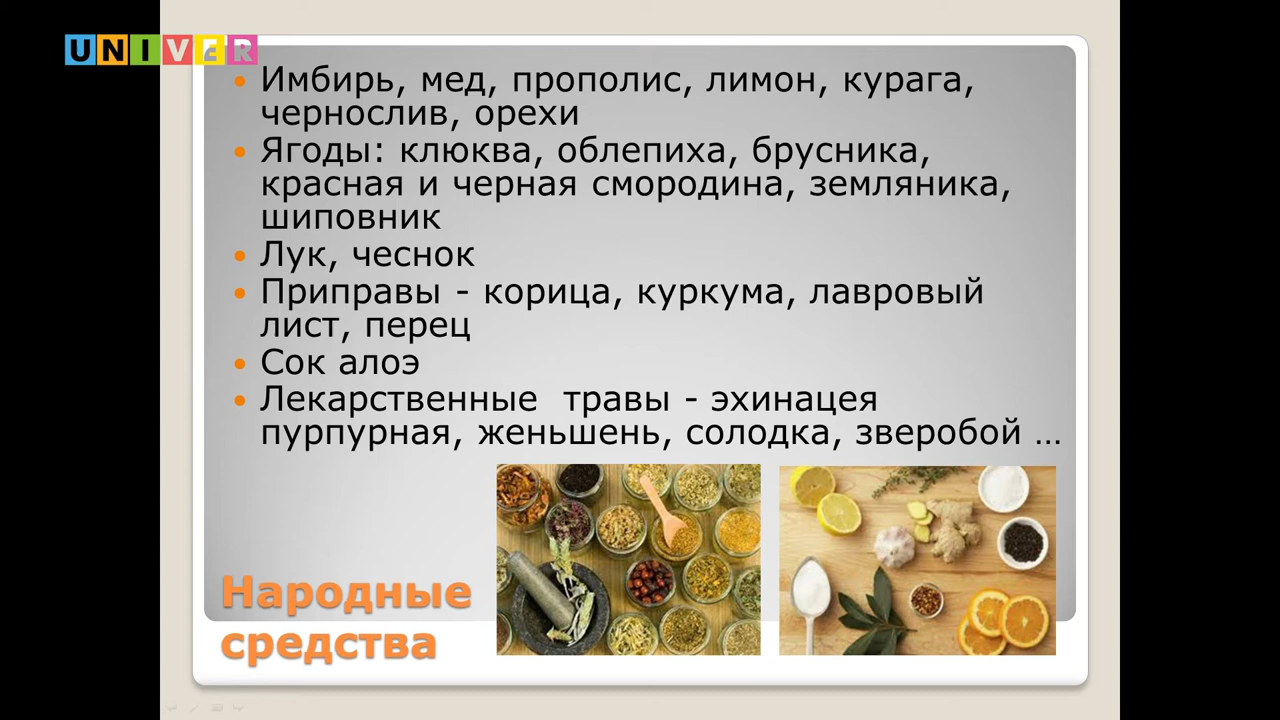 UNIVER
• Имбирь, мед, прополис, лимон, курага,
чернослив, орехи
• Ягоды: клюква, облепиха, брусника,
красная и черная смородина, земляника,
шиповник
• Лук, чеснок
• Приправы - корица, куркума, лавровый
лист, перец
• Сок алоэ
• Лекарственные  травы - эхинацея
пурпурная, женьшень, солодка, зверобой ...
Народные
средства